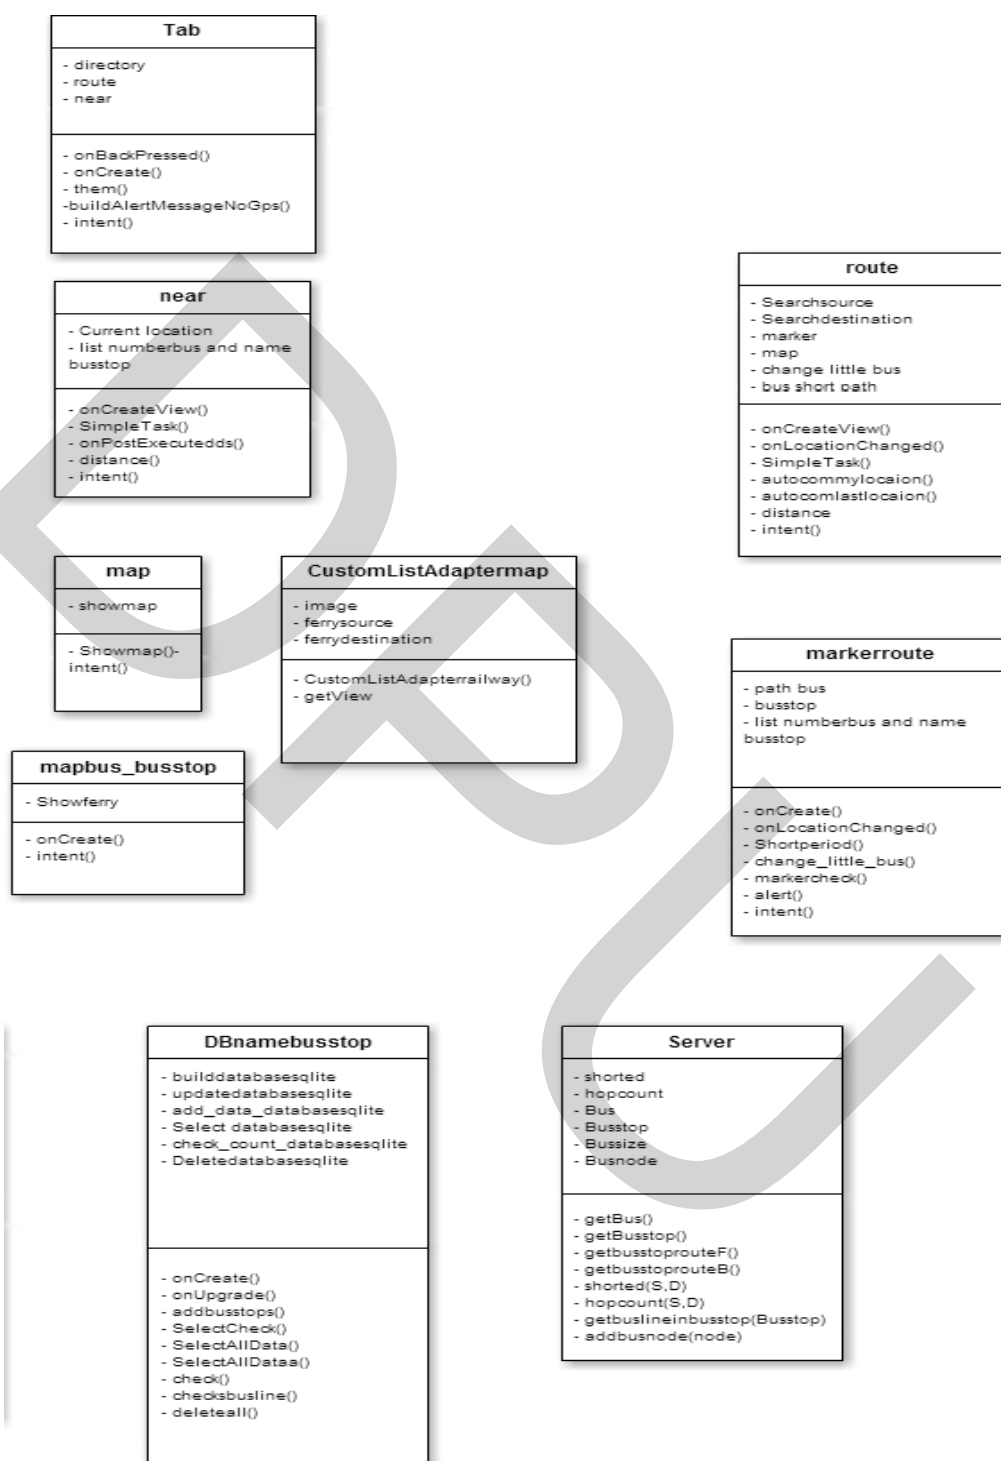 Tab
- directory
- route
- near
- onBackPressed()
- onCreate()
- them()
-buildAlertMessageNoGps()
- intent()
near
- Current location
- list numberbus and name
busstop
- onCreateView()
- SimpleTask()
- onPostExecutedds()
- distance()
- intent()
route
- Searchsource
- Searchdestination
- marker
- map
- change little bus
- bus short path
- onCreateView()
- onLocationChanged()
- SimpleTask()
- autocommylocaion()
- autocomlastlocaion()
- distance
- intent()
map
- showmap
- Showmap()-
intent()
CustomListAdaptermap
- image
- ferrysource
- ferrydestination
- CustomListAdapterrailway()
- getView
markerroute
- path bus
- busstop
- list numberbus and name
busstop
- onCreate()
- onLocationChanged()
- Shortperiod()
- change_little_bus()
- markercheck()
- alert()
- intent()
mapbus_busstop
- Showferry
- onCreate()
- intent()
DBnamebusstop
- builddatabasesqlite
- updatedatabasesqlite
- add_data_databasesqlite
- Select databasesqlite
- check_count_databasesqlite
- Deletedatabasesqlite
- onCreate()
- onUpgrade()
- addbusstops()
- SelectCheck()
- SelectAllData()
- SelectAllDataa()
- check()
- checksbusline()
- deleteall()
Server
- shorted
- hopcount
- Bus
- Busstop
- Bussize
- Busnode
- getBus()
- getBusstop()
- getbusstoprouteF()
- getbusstoprouteB()
- shorted(S,D)
- hopcount(S,D)
- getbuslineinbusstop(Busstop)
- addbusnode(node)
DPU